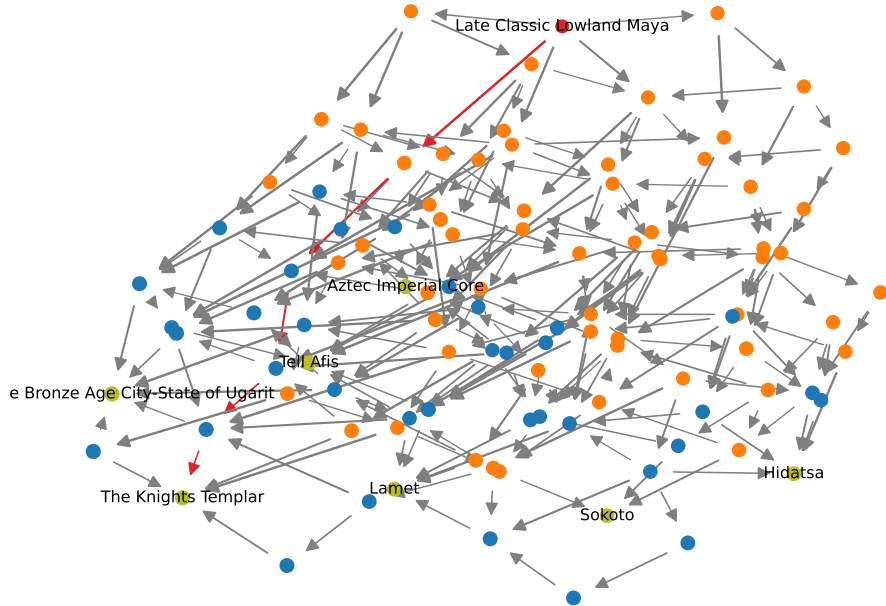 Late Classic Lowland Maya
Aztec Imperial Core
Tell Afis
e Bronze Age City-State of Ugarit
Hidatsa
Lamet
The Knights Templar
Sokoto